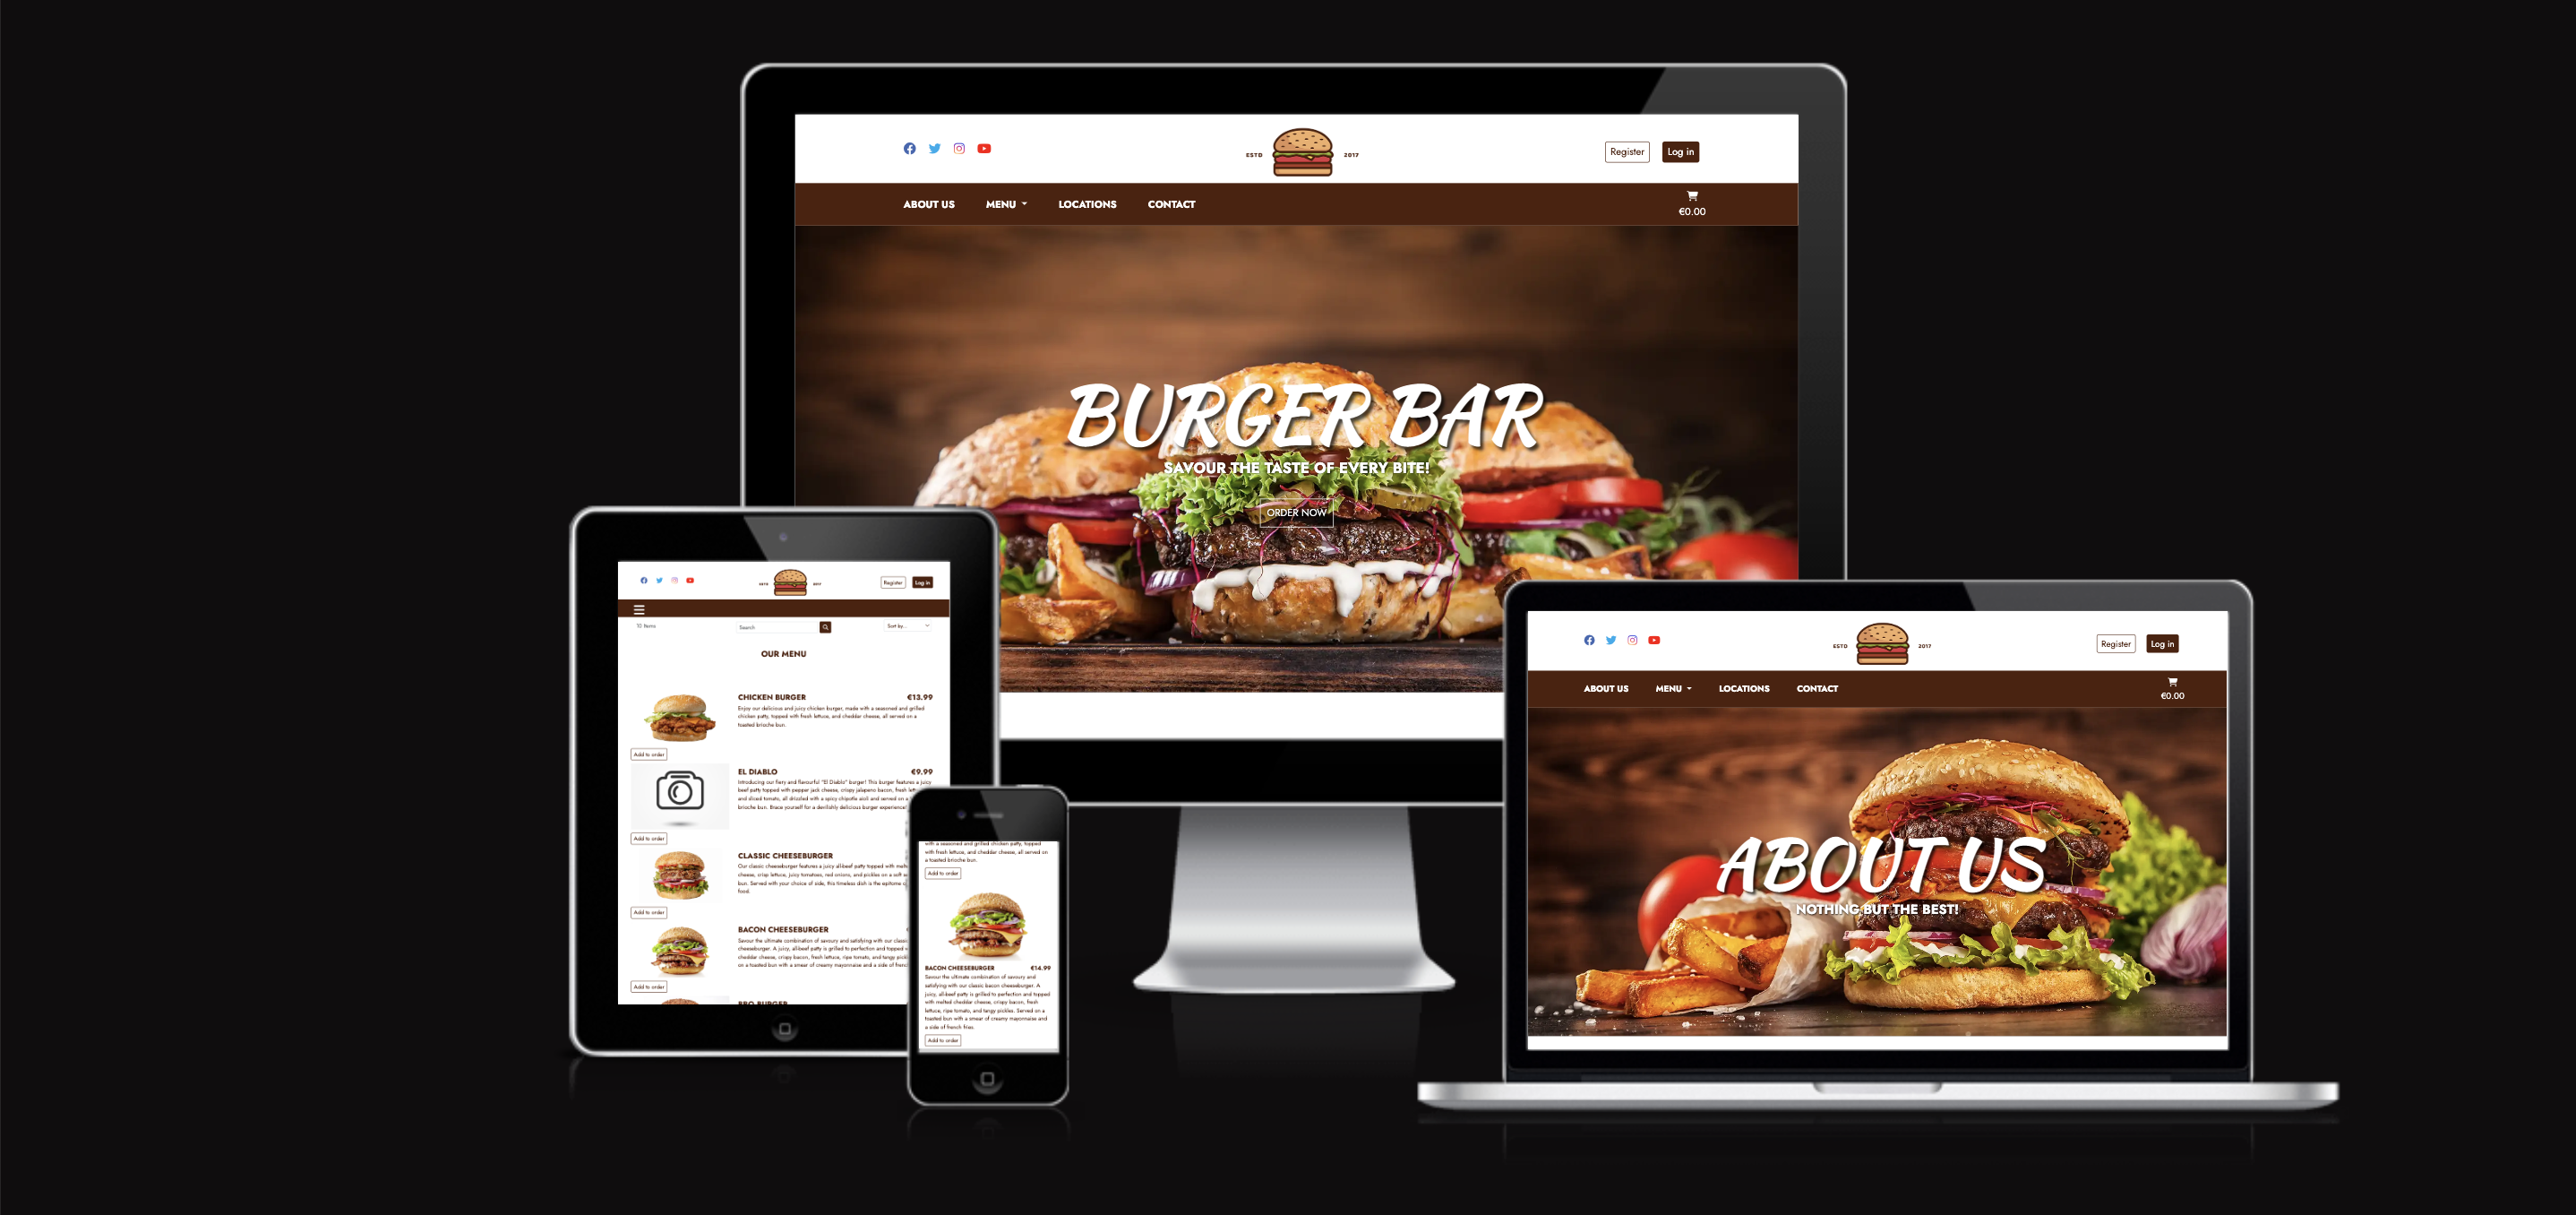 ESTD 2017
Register Log in
ABOUT US MENU LOCATIONS CONTACT
€0.00
BURGER BAR
SAVOUR THE TASTE OF EVERY BITE!
ORDER NOW
ESTD 2017
Register Log in
10 Items
Search
Sort by...
OUR MENU
CHICKEN BURGER €13.99
Enjoy our delicious and juicy chicken burger, made with a seasoned and grilled
chicken patty, topped with fresh lettuce, and cheddar cheese, all served on a
toasted brioche bun.
Add to order
EL DIABLO €9.99
Introducing our fiery and flavourful "El Diablo" burger! This burger features a juicy
beef patty topped with pepper jack cheese, crispy jalapeno bacon, fresh
and sliced tomato, all drizzled with a spicy chipotle aioli and served on a
brioche bun. Brace yourself for a devilishly delicious burger experience
Add to order
CLASSIC CHEESEBURGER
Our classic cheeseburger features a juicy all-beef patty topped with
cheese, crisp lettuce, juicy tomatoes, red onions, and pickles on a soft
bun. Served with your choice of side, this timeless dish is the epitome
food.
Add to order
BACON CHEESEBURGER
Savour the ultimate combination of savoury and satisfying with our classic
cheeseburger. A juicy, all-beef patty is grilled to perfection and topped
cheddar cheese, crispy bacon, fresh lettuce, ripe tomato, and tangy
on a toasted bun with a smear of creamy mayonnaise and a side of
Add to order
BBQ BURGER
with a seasoned and grilled chicken patty, topped
with fresh lettuce, and cheddar cheese, all served on
a toasted brioche bun.
Add to order
BACON CHEESEBURGER €14.99
Savour the ultimate combination of savoury and
satisfying with our classic bacon cheeseburger. A
juicy, all-beef patty is grilled to perfection and topped
with melted cheddar cheese, crispy bacon, fresh
lettuce, ripe tomato, and tangy pickles. Served on a
toasted bun with a smear of creamy mayonnaise and
a side of french fries.
Add to order
ESTD 2017
Register Log in
ABOUT US MENU LOCATIONS CONTACT
€0.00
ABOUT US
NOTHING BUT THE BEST!